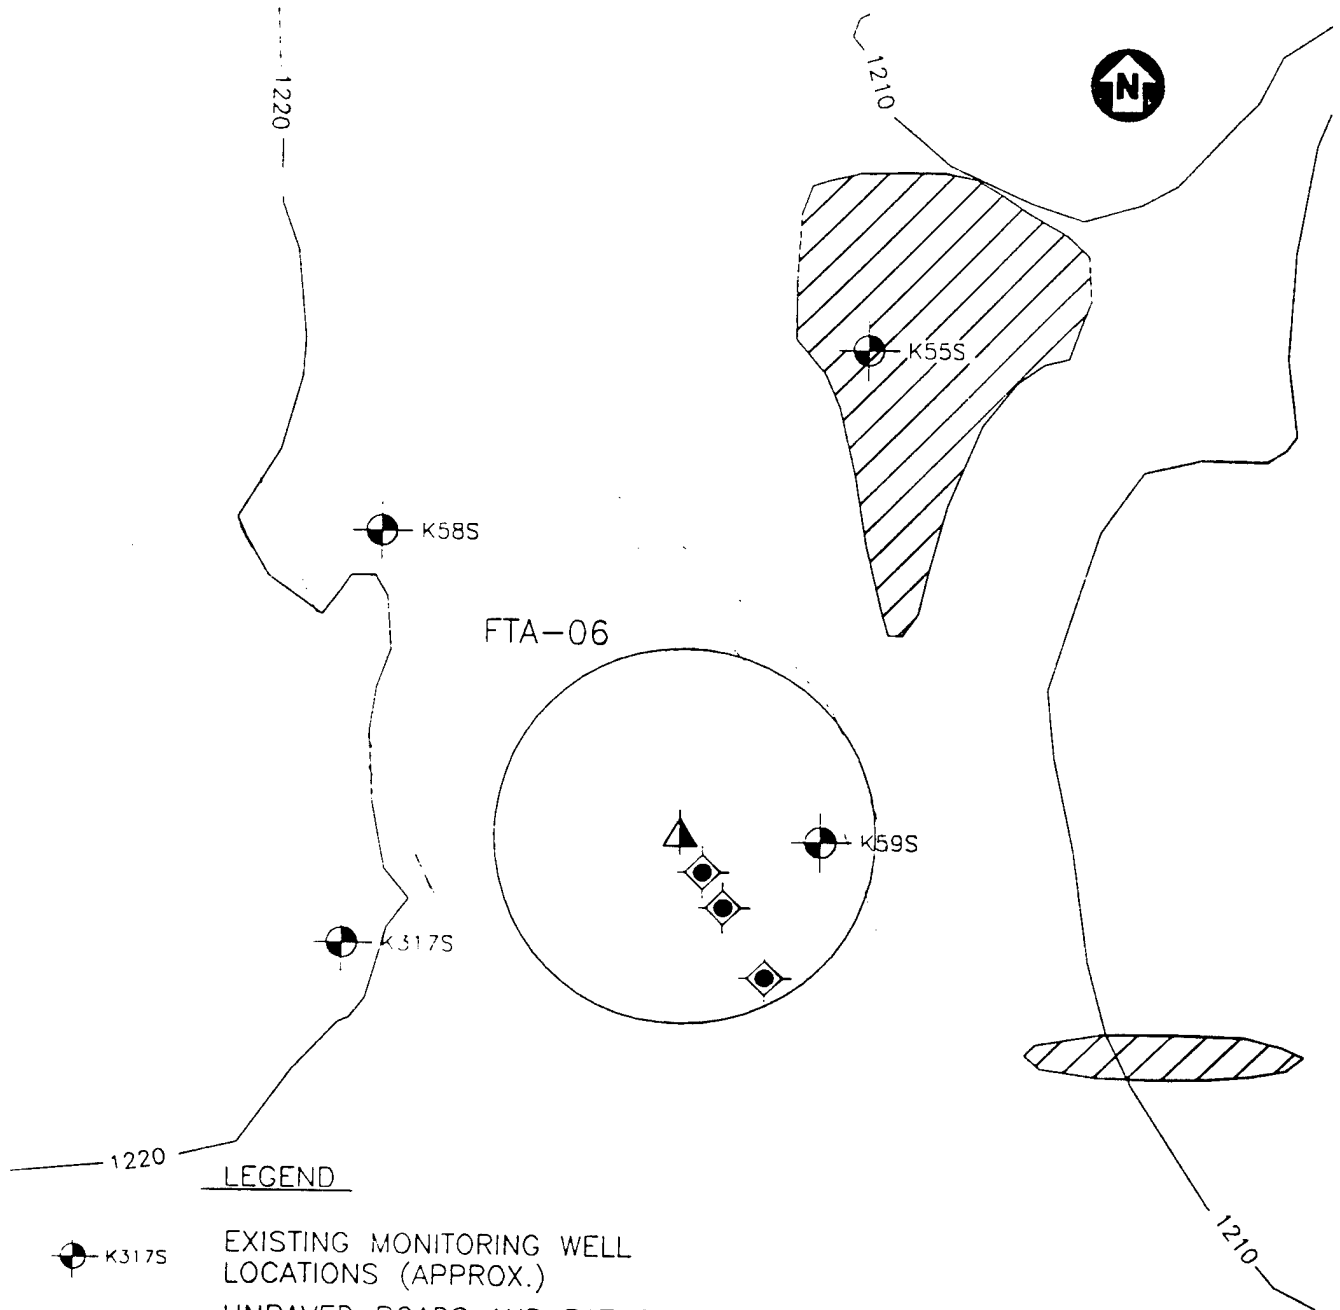 1220
1210
N
K55S
K58S
FTA-06
K59S
K317S
1220
LEGEND
1210
K317S
EXISTING MONITORING WELL
LOCATIONS (APPROX.)